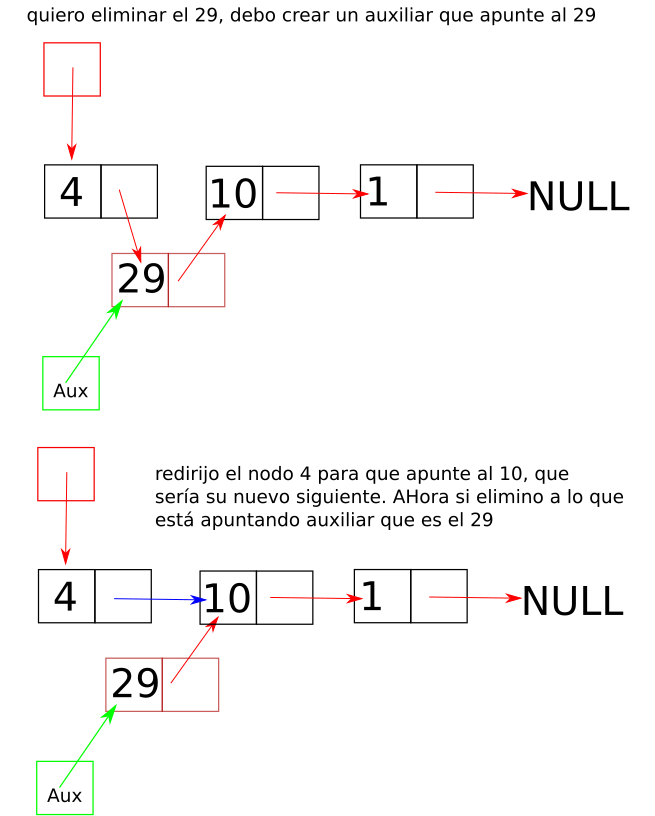 quiero eliminar el 29, debo crear un auxiliar que apunte al 29
4
10
1
NULL
29
Aux
redirijo el nodo 4 para que apunte al 10, que
sería su nuevo siguiente. AHora si elimino a lo que
está apuntando auxiliar que es el 29
4
10
1
NULL
29
Aux